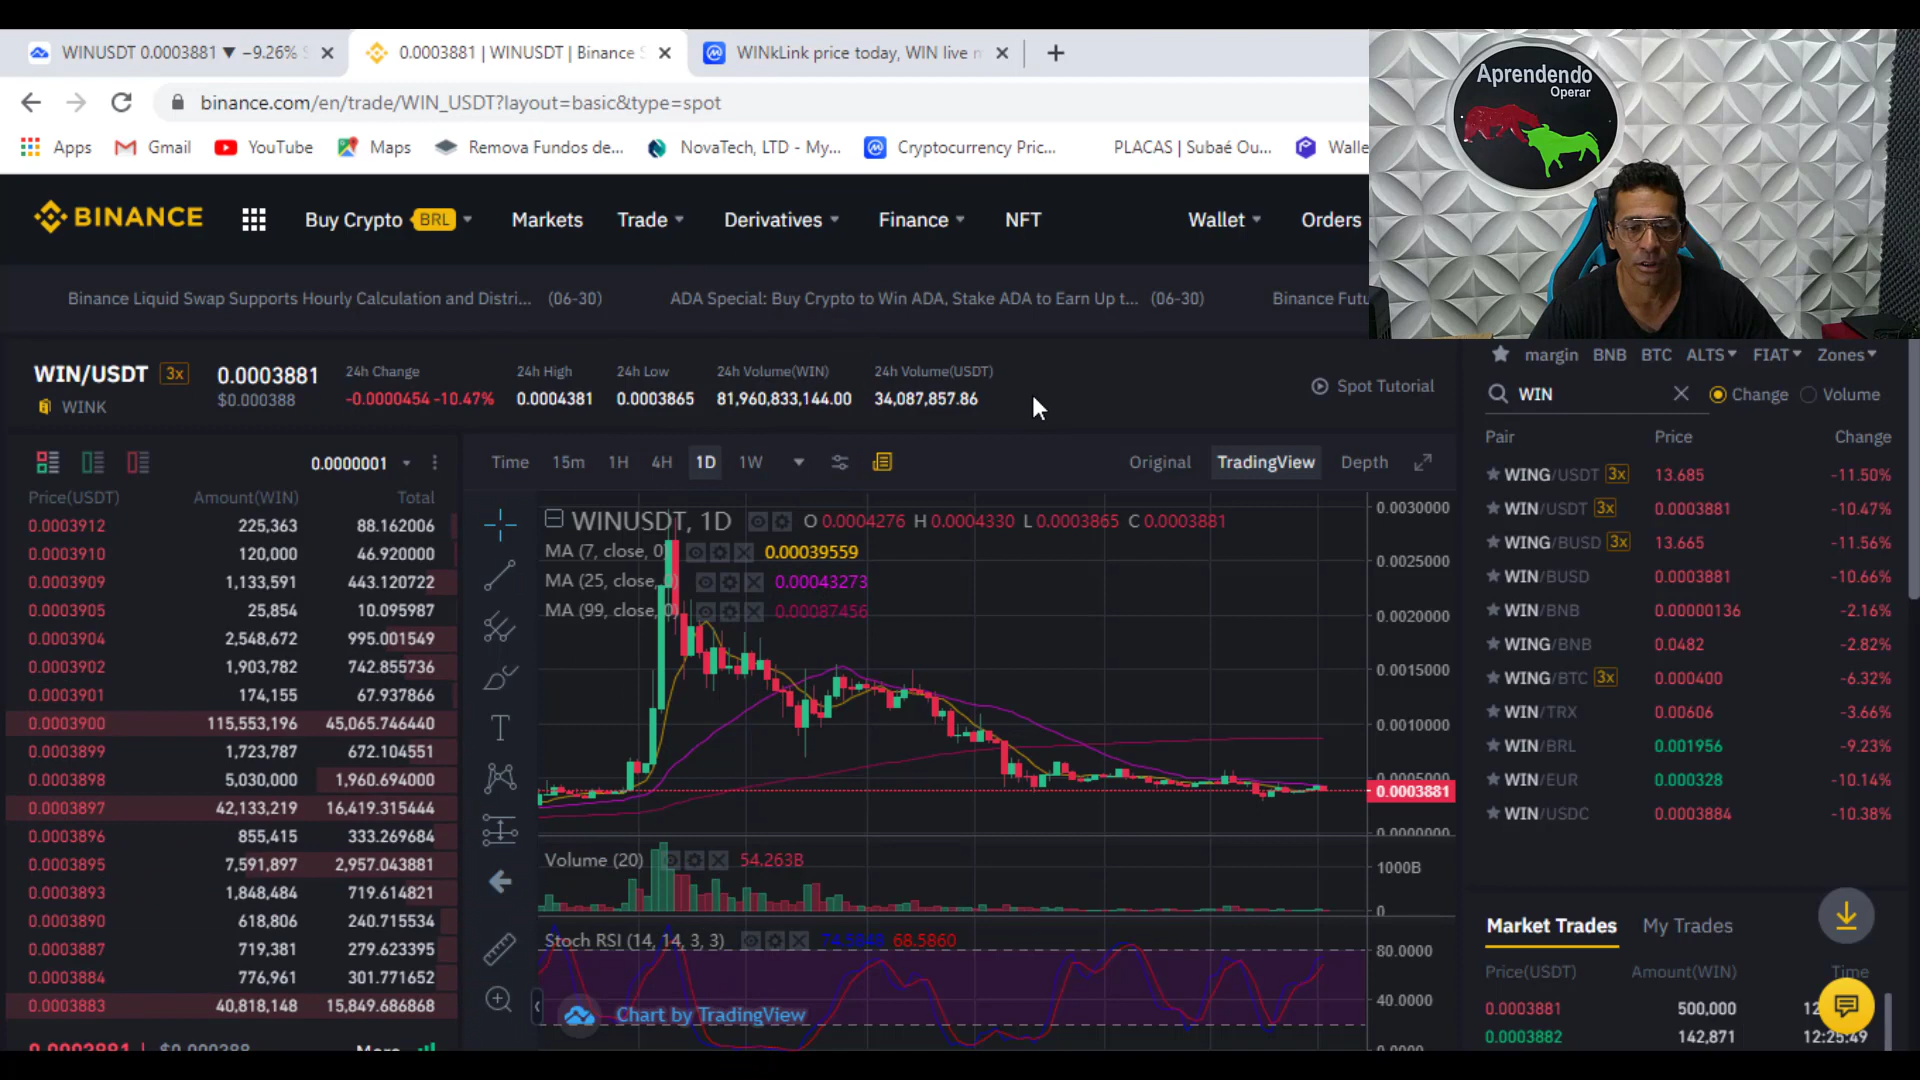 WINUSDT 0.0003881 ▼ −9.26%
0.0003881 | WINUSDT | Binance
WINkLink price today, WIN live
binance.com/en/trade/WIN_USDT?layout=basic&type=spot
Apps Gmail YouTube Maps Remova Fundos de... NovaTech, LTD - My... Cryptocurrency Pric... PLACAS | Subaé Ou... Walle
Aprendendo
Operar
BINANCE Buy Crypto BRL Markets Trade Derivatives Finance NFT Wallet Orders
Binance Liquid Swap Supports Hourly Calculation and Distri... (06-30) ADA Special: Buy Crypto to Win ADA, Stake ADA to Earn Up t... (06-30) Binance Futu
WIN/USDT 3x
WINK
0.0003881
$0.000388
24h Change
-0.0000454 -10.47%
24h High
0.0004381
24h Low
0.0003865
24h Volume(WIN)
81,960,833,144.00
24h Volume(USDT)
34,087,857.86
Spot Tutorial
0.0000001
Price(USDT) Amount(WIN) Total
0.0003912 225,363 88.162006
0.0003910 120,000 46.920000
0.0003909 1,133,591 443.120722
0.0003905 25,854 10.095987
0.0003904 2,548,672 995.001549
0.0003902 1,903,782 742.855736
0.0003901 174,155 67.937866
0.0003900 115,553,196 45,065.746440
0.0003899 1,723,787 672.104551
0.0003898 5,030,000 1,960.694000
0.0003897 42,133,219 16,419.315444
0.0003896 855,415 333.269684
0.0003895 7,591,897 2,957.043881
0.0003893 1,848,484 719.614821
0.0003890 618,806 240.715534
0.0003887 719,381 279.623395
0.0003884 776,961 301.771652
0.0003883 40,818,148 15,849.686868
0.0003881 $0.000388 More
Time 15m 1H 4H 1D 1W Original TradingView Depth
WINUSDT, 1D O 0.0004276 H 0.0004330 L 0.0003865 C 0.0003881
MA (7, close, 0) 0.00039559
MA (25, close, 0) 0.00043273
MA (99, close, 0) 0.00087456
0.0030000
0.0025000
0.0020000
0.0015000
0.0010000
0.0005000
0.0003881
0.0000000
Volume (20) 54.263B
1000B
0
Stoch RSI (14, 14, 3, 3) 74.5848 68.5860
80.0000
40.0000
0.0000
Chart by TradingView
margin BNB BTC ALTS FIAT Zones
WIN Change Volume
Pair Price Change
WING/USDT 3x 13.685 -11.50%
WIN/USDT 3x 0.0003881 -10.47%
WING/BUSD 3x 13.665 -11.56%
WIN/BUSD 0.0003881 -10.66%
WIN/BNB 0.00000136 -2.16%
WING/BNB 0.0482 -2.82%
WING/BTC 3x 0.000400 -6.32%
WIN/TRX 0.00606 -3.66%
WIN/BRL 0.001956 -9.23%
WIN/EUR 0.000328 -10.14%
WIN/USDC 0.0003884 -10.38%
Market Trades My Trades
Price(USDT) Amount(WIN) Time
0.0003881 500,000 12
0.0003882 142,871 12:25:49